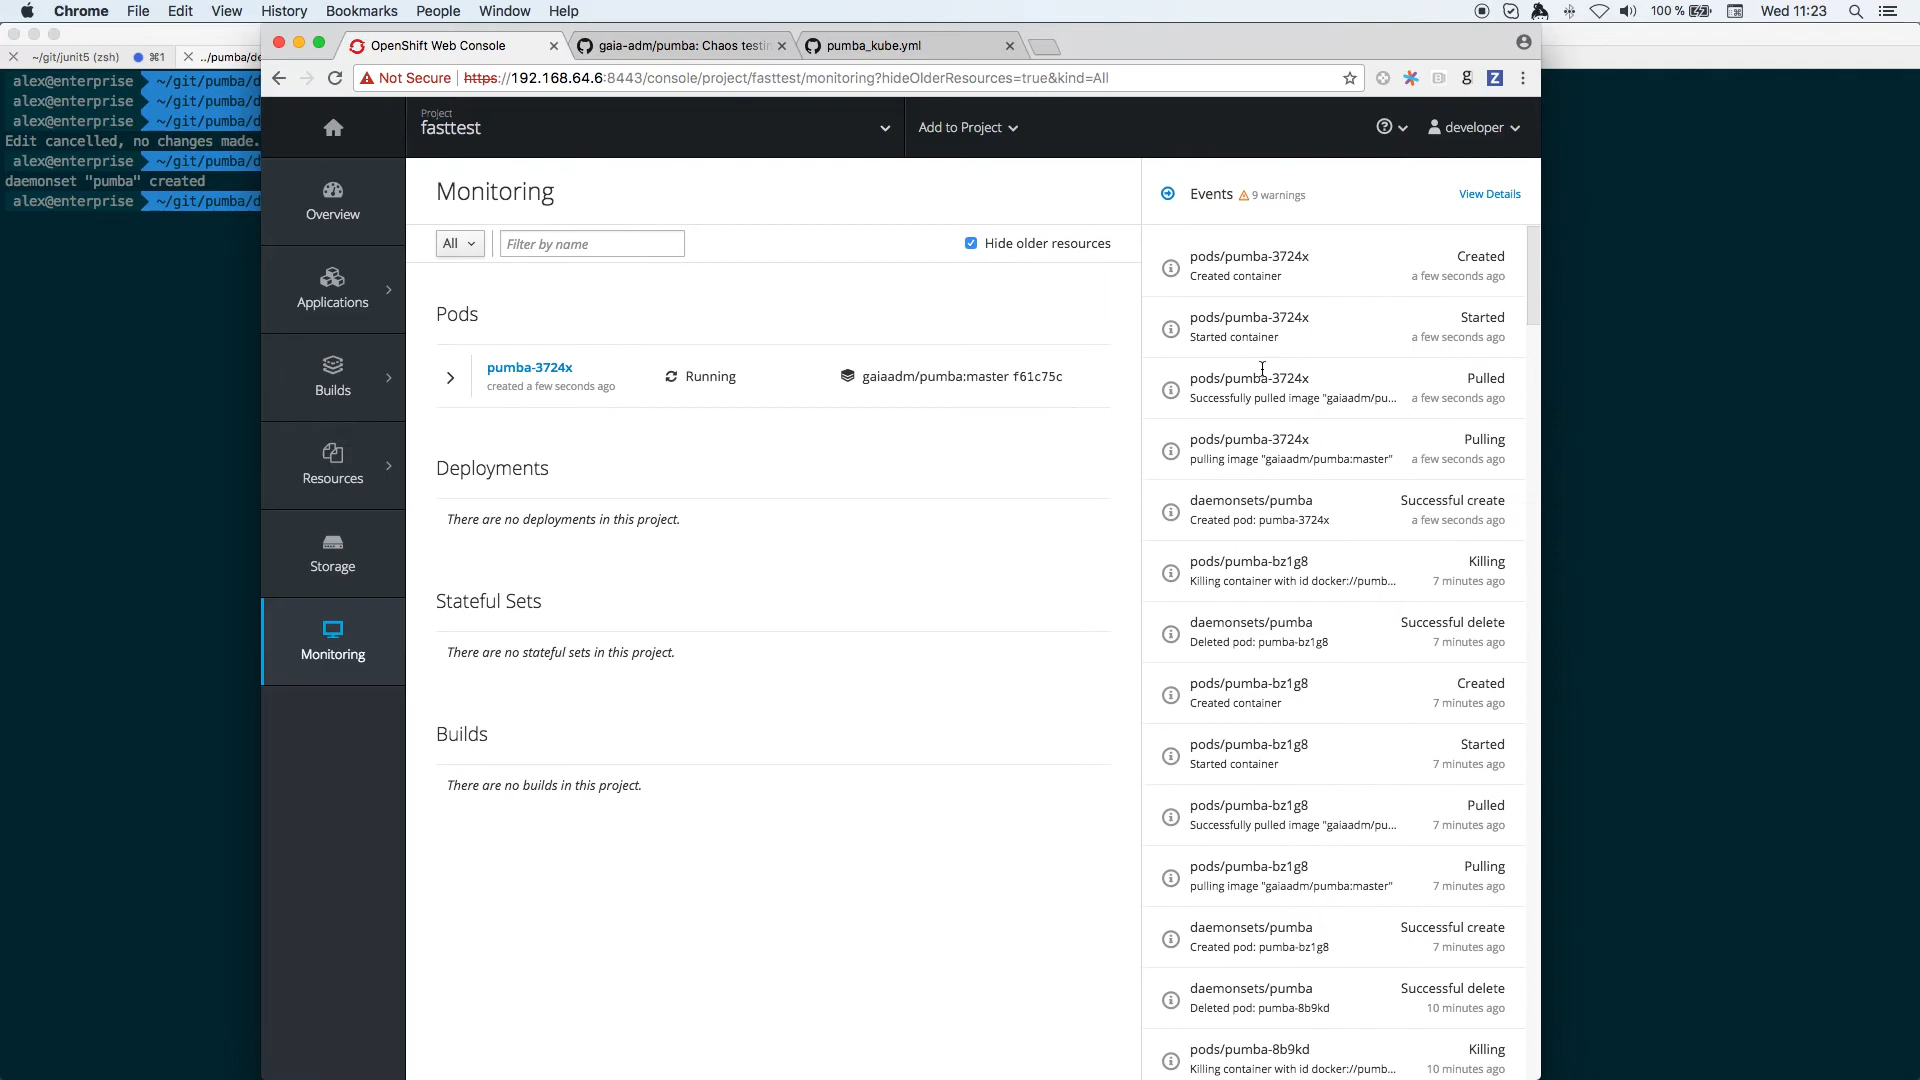 Chrome File Edit View History Bookmarks People Window Help 100 % Wed 11:23
~/git/junit5 (zsh) ⌘1 ../pumba/de
OpenShift Web Console
gaia-adm/pumba: Chaos testin
pumba_kube.yml
Not Secure https://192.168.64.6:8443/console/project/fasttest/monitoring?hideOlderResources=true&kind=All
alex@enterprise ~/git/pumba/d
alex@enterprise ~/git/pumba/d
alex@enterprise ~/git/pumba/d
Edit cancelled, no changes made.
alex@enterprise ~/git/pumba/d
daemonset "pumba" created
alex@enterprise ~/git/pumba/d
Project
fasttest
Add to Project
developer
Overview
Applications
Builds
Resources
Storage
Monitoring
Monitoring
All
Filter by name
Hide older resources
Pods
pumba-3724x
created a few seconds ago
Running
gaiaadm/pumba:master f61c75c
Deployments
There are no deployments in this project.
Stateful Sets
There are no stateful sets in this project.
Builds
There are no builds in this project.
Events 9 warnings View Details
pods/pumba-3724x Created
Created container a few seconds ago
pods/pumba-3724x Started
Started container a few seconds ago
pods/pumba-3724x Pulled
Successfully pulled image "gaiaadm/pu... a few seconds ago
pods/pumba-3724x Pulling
pulling image "gaiaadm/pumba:master" a few seconds ago
daemonsets/pumba Successful create
Created pod: pumba-3724x a few seconds ago
pods/pumba-bz1g8 Killing
Killing container with id docker://pumb... 7 minutes ago
daemonsets/pumba Successful delete
Deleted pod: pumba-bz1g8 7 minutes ago
pods/pumba-bz1g8 Created
Created container 7 minutes ago
pods/pumba-bz1g8 Started
Started container 7 minutes ago
pods/pumba-bz1g8 Pulled
Successfully pulled image "gaiaadm/pu... 7 minutes ago
pods/pumba-bz1g8 Pulling
pulling image "gaiaadm/pumba:master" 7 minutes ago
daemonsets/pumba Successful create
Created pod: pumba-bz1g8 7 minutes ago
daemonsets/pumba Successful delete
Deleted pod: pumba-8b9kd 10 minutes ago
pods/pumba-8b9kd Killing
Killing container with id docker://pumb... 10 minutes ago